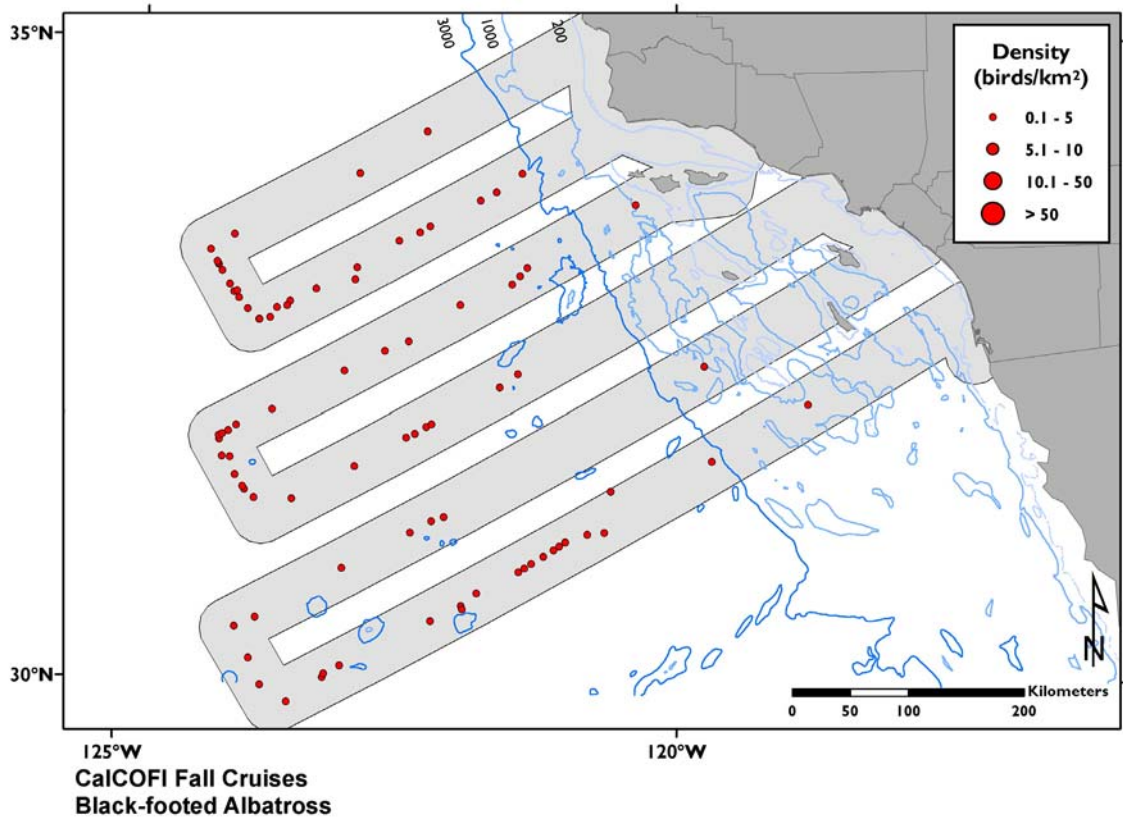 35°N
3000
1000
200
Density
(birds/km²)
0.1 - 5
5.1 - 10
10.1 - 50
> 50
30°N
N
Kilometers
0 50 100 200
125°W
120°W
CalCOFI Fall Cruises
Black-footed Albatross